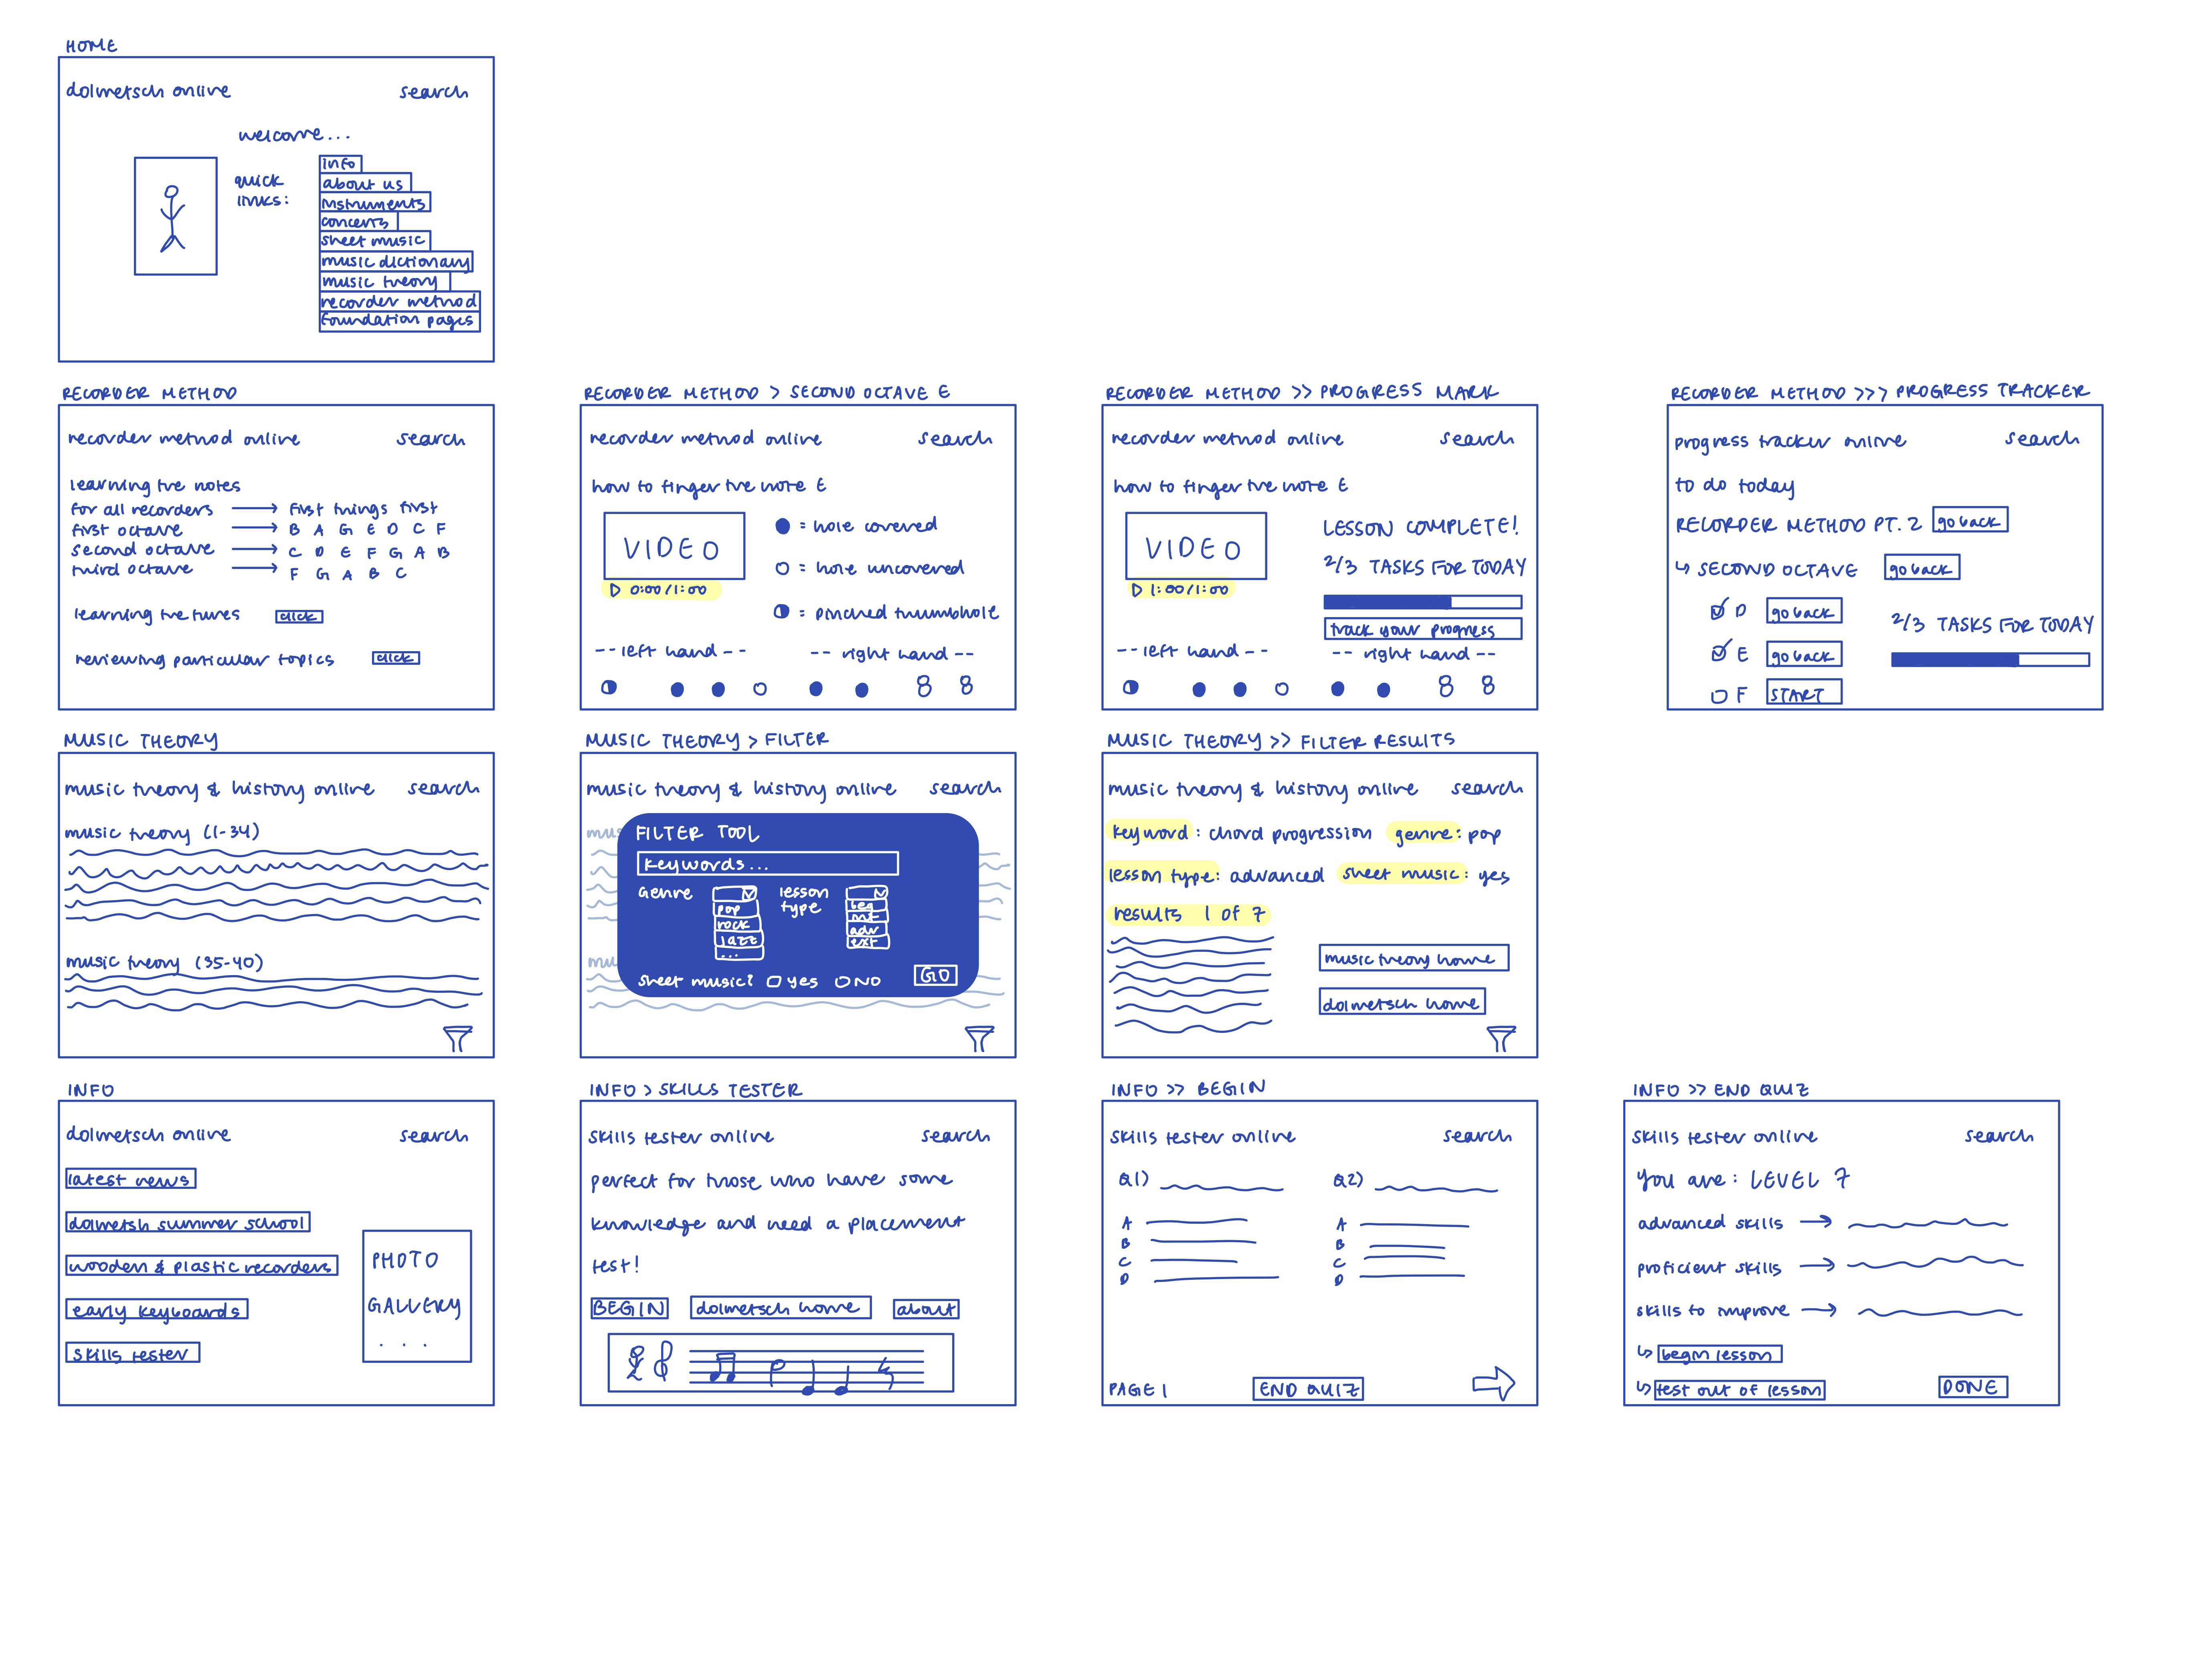 HOME
dolmetsch online search
welcome...
quick links:
info
about us
instruments
concerts
sheet music
music dictionary
music theory
recorder method
foundation pages
RECORDER METHOD
recorder method online search
learning the notes
for all recorders → first things first
first octave → B A G E D C F
second octave → C D E F G A B
third octave → F G A B C
learning the tunes click
reviewing particular topics click
RECORDER METHOD > SECOND OCTAVE E
recorder method online search
how to finger the note E
VIDEO
▷ 0:00/1:00
● = hole covered
○ = hole uncovered
◑ = pinched thumbhole
-- left hand -- -- right hand --
RECORDER METHOD >> PROGRESS MARK
recorder method online search
how to finger the note E
VIDEO
▷ 1:00/1:00
LESSON COMPLETE!
2/3 TASKS FOR TODAY
track your progress
-- left hand -- -- right hand --
RECORDER METHOD >>> PROGRESS TRACKER
progress tracker online search
to do today
RECORDER METHOD PT. 2 go back
↳ SECOND OCTAVE go back
D go back
E go back
F START
2/3 TASKS FOR TODAY
MUSIC THEORY
music theory & history online search
music theory (1-34)
music theory (35-40)
MUSIC THEORY > FILTER
music theory & history online search
mus
mu
FILTER TOOL
keywords...
Genre
pop
rock
jazz
...
lesson type
beg
int
adv
ext
sheet music? yes NO GO
MUSIC THEORY >> FILTER RESULTS
music theory & history online search
keyword: chord progression genre: pop
lesson type: advanced sheet music: yes
results 1 of 7
music theory home
dolmetsch home
INFO
dolmetsch online search
latest news
dolmetsh summer school
wooden & plastic recorders
early keyboards
skills tester
PHOTO
GALLERY
...
INFO > SKILLS TESTER
skills tester online search
perfect for those who have some
knowledge and need a placement
test!
BEGIN dolmetsch home about
INFO >> BEGIN
skills tester online search
Q1) Q2)
A A
B B
C C
D D
PAGE 1 END QUIZ
INFO >> END QUIZ
skills tester online search
you are: LEVEL 7
advanced skills →
proficient skills →
skills to improve →
↳ begin lesson
↳ test out of lesson DONE